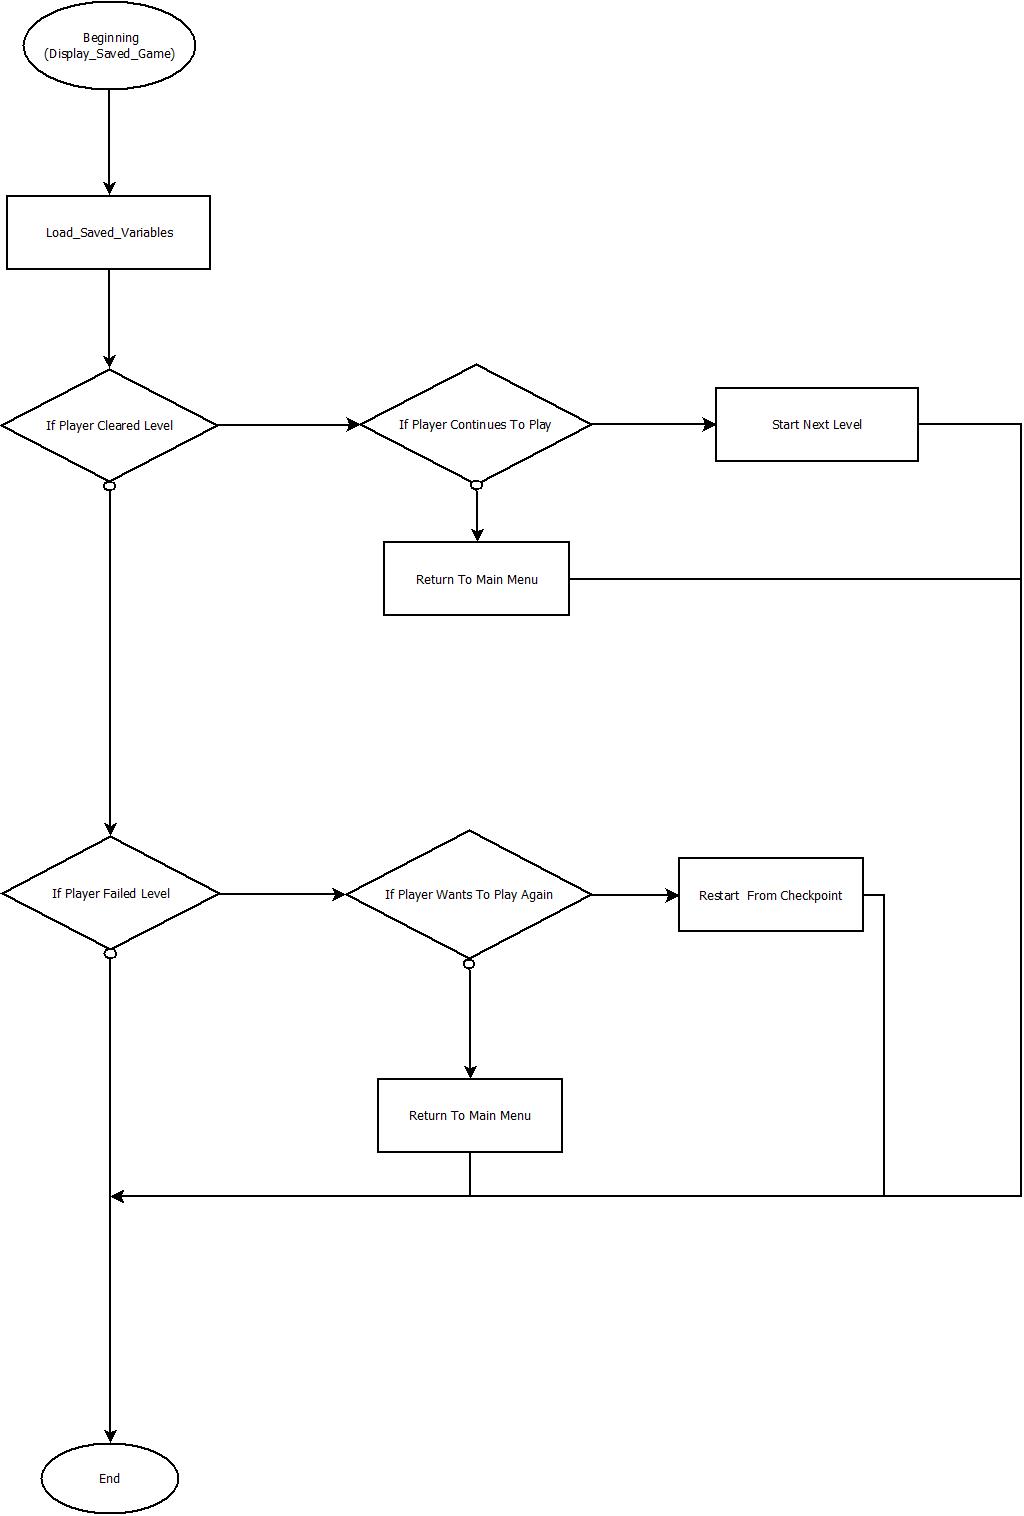 Beginning
(Display_Saved_Game)
Load_Saved_Variables
If Player Cleared Level
If Player Continues To Play
Start Next Level
Return To Main Menu
If Player Failed Level
If Player Wants To Play Again
Restart  From Checkpoint
Return To Main Menu
End